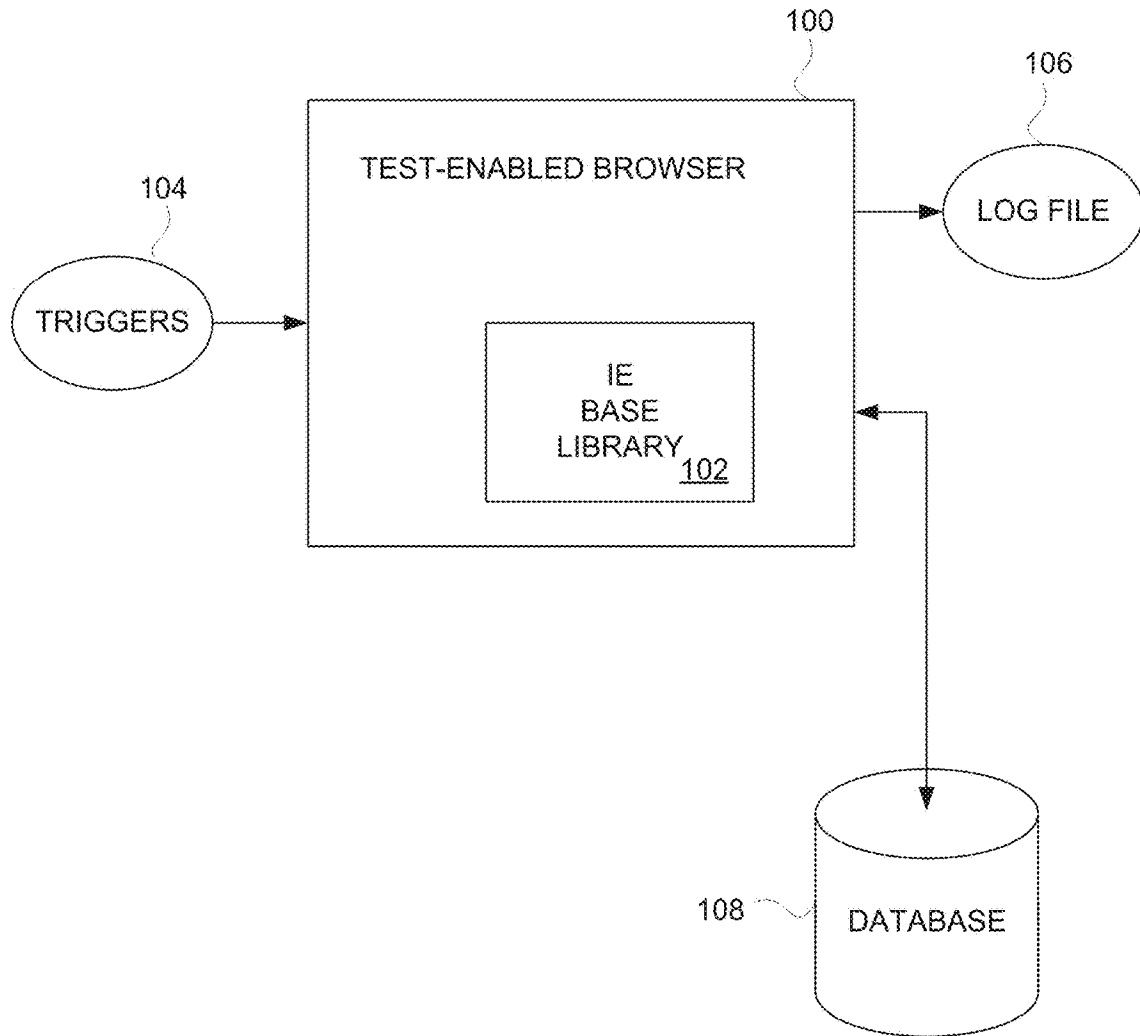 100
106
TEST-ENABLED BROWSER
LOG FILE
104
TRIGGERS
IE
BASE
LIBRARY 102
108
DATABASE